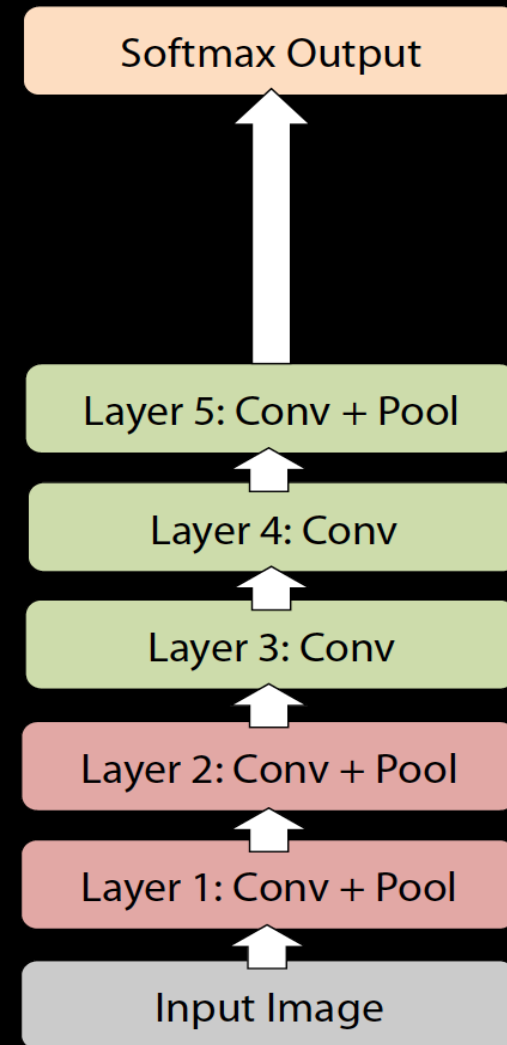 Softmax Output
Layer 5: Conv + Pool
Layer 4: Conv
Layer 3: Conv
Layer 2: Conv + Pool
Layer 1: Conv + Pool
Input Image